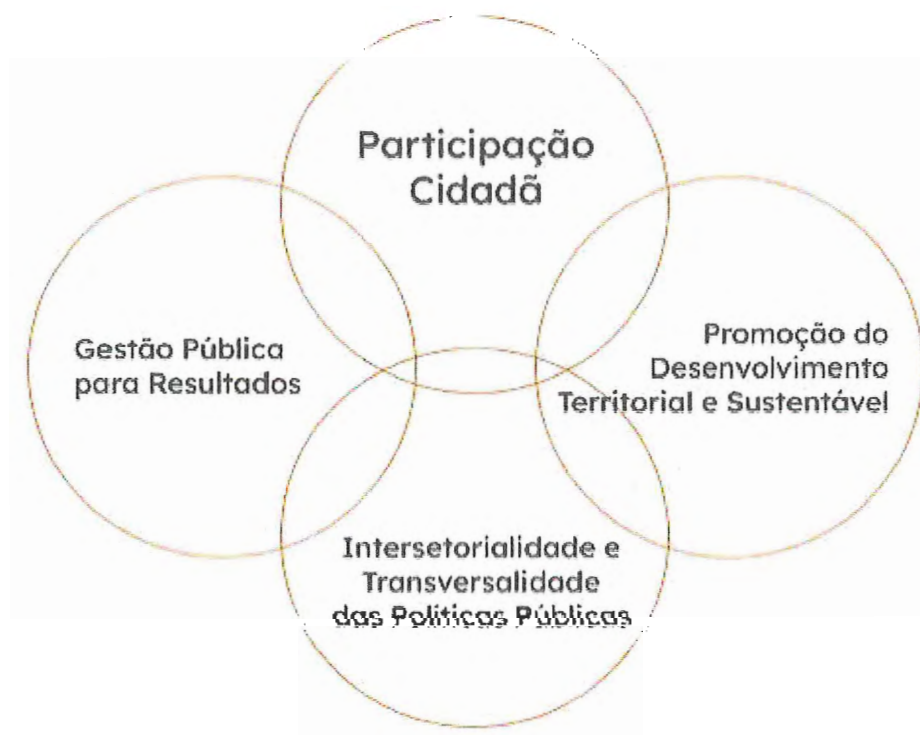 Participação
Cidadã
Gestão Pública
para Resultados
Promoção do
Desenvolvimento
Territorial e Sustentável
Intersetorialidade e
Transversalidade
das Políticas Públicas